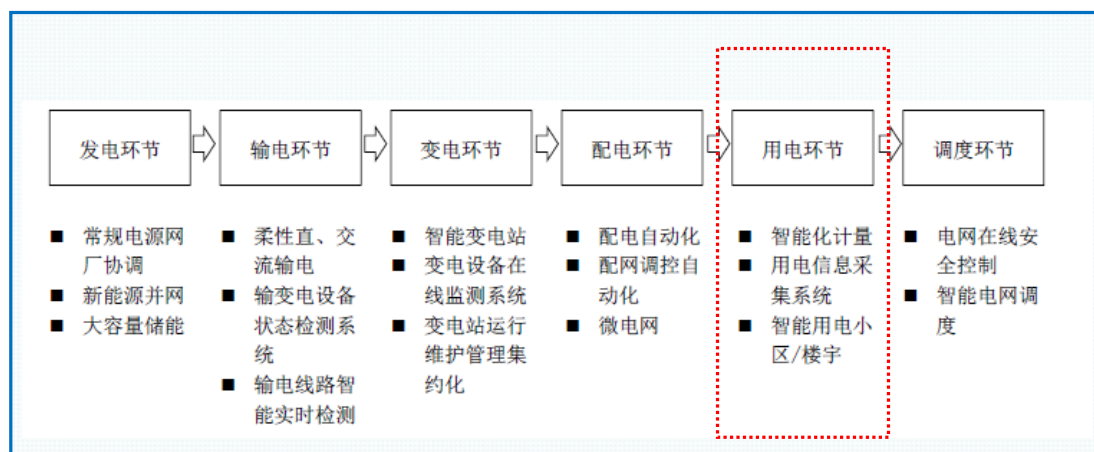 发电环节
输电环节
变电环节
配电环节
用电环节
调度环节
■ 常规电源网
厂协调
■ 新能源并网
■ 大容量储能
■ 柔性直、交
流输电
■ 输变电设备
状态检测系
统
■ 输电线路智
能实时检测
■ 智能变电站
■ 变电设备在
线监测系统
■ 变电站运行
维护管理集
约化
■ 配电自动化
■ 配网调控自
动化
■ 微电网
■ 智能化计量
■ 用电信息采
集系统
■ 智能用电小
区/楼宇
■ 电网在线安
全控制
■ 智能电网调
度